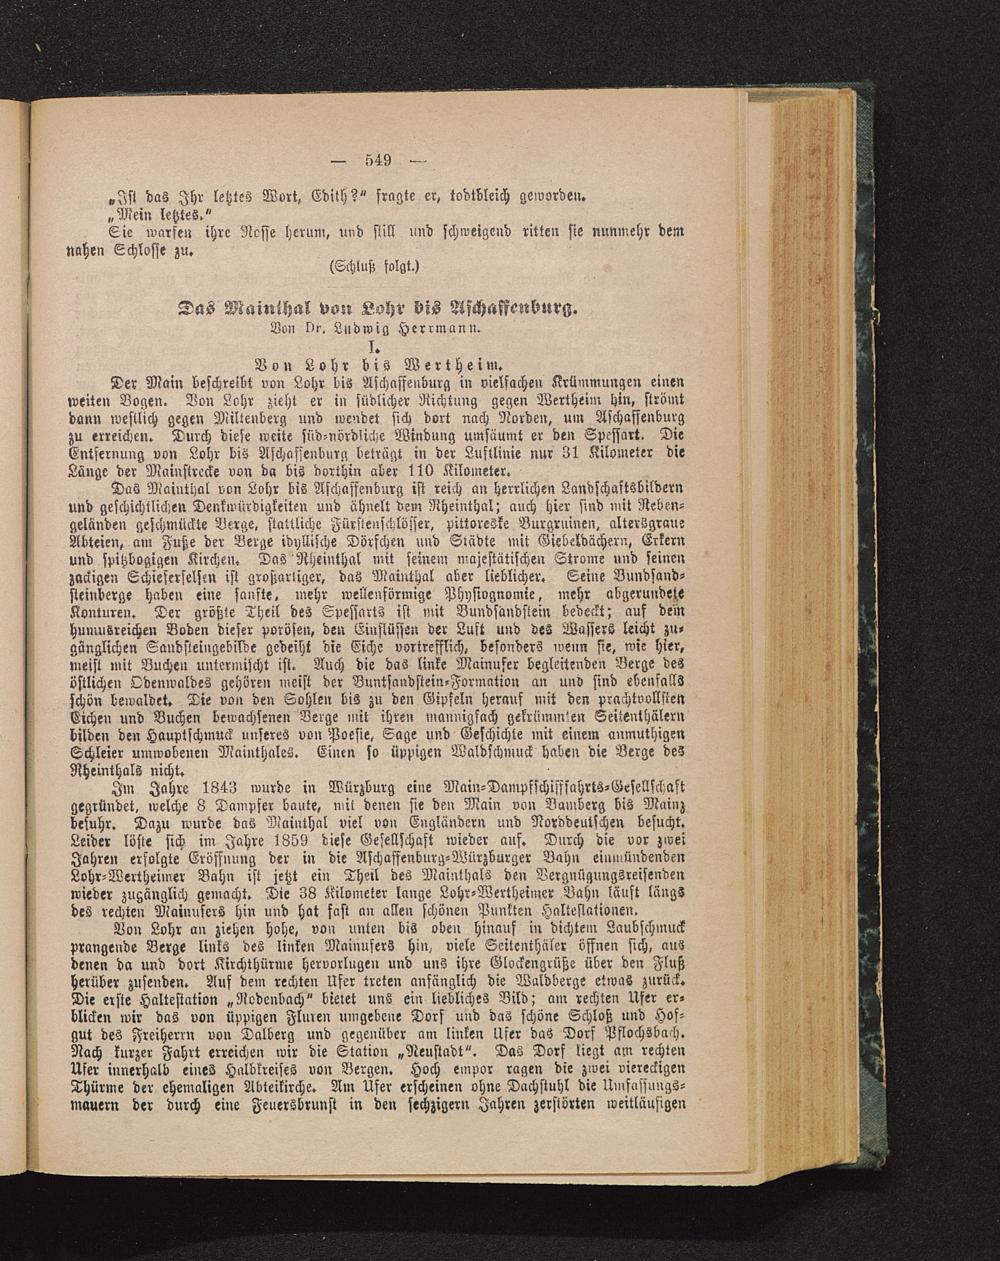 — 549 —
„Ist das Ihr letztes Wort, Edith?“ fragte er, todtbleich geworden.
„Mein letztes.“
Sie warfen ihre Rosse herum, und still und schweigend ritten sie nunmehr dem
nahen Schlosse zu.
(Schluß folgt.)
Das Mainthal von Lohr bis Aschaffenburg.
Von Dr. Ludwig Herrmann.
I.
Von Lohr bis Wertheim.
Der Main beschreibt von Lohr bis Aschaffenburg in vielfachen Krümmungen einen
weiten Bogen. Von Lohr zieht er in südlicher Richtung gegen Wertheim hin, strömt
dann westlich gegen Miltenberg und wendet sich dort nach Norden, um Aschaffenburg
zu erreichen. Durch diese weite süd-nördliche Windung umsäumt er den Spessart. Die
Entfernung von Lohr bis Aschaffenburg beträgt in der Luftlinie nur 31 Kilometer die
Länge der Mainstrecke von da bis dorthin aber 110 Kilometer.
Das Mainthal von Lohr bis Aschaffenburg ist reich an herrlichen Landschaftsbildern
und geschichtlichen Denkwürdigkeiten und ähnelt dem Rheinthal; auch hier sind mit Reben-
geländen geschmückte Berge, stattliche Fürstenschlösser, pittoreske Burgruinen, altersgraue
Abteien, am Fuße der Berge idyllische Dörfchen und Städte mit Giebeldächern, Erkern
und spitzbogigen Kirchen. Das Rheinthal mit seinem majestätischen Strome und seinen
zackigen Schieferfelsen ist großartiger, das Mainthal aber lieblicher. Seine Bundsand-
steinberge haben eine sanfte, mehr wellenförmige Physiognomie, mehr abgerundete
Konturen. Der größte Theil des Spessarts ist mit Bundsandstein bedeckt; auf dem
humusreichen Boden dieser porösen, den Einflüssen der Luft und des Wassers leicht zu-
gänglichen Sandsteingebilde gedeiht die Eiche vortrefflich, besonders wenn sie, wie hier,
meist mit Buchen untermischt ist. Auch die das linke Mainufer begleitenden Berge des
östlichen Odenwaldes gehören meist der Buntsandstein-Formation an und sind ebenfalls
schön bewaldet. Die von den Sohlen bis zu den Gipfeln herauf mit den prachtvollsten
Eichen und Buchen bewachsenen Berge mit ihren mannigfach gekrümmten Seitenthälern
bilden den Hauptschmuck unseres von Poesie, Sage und Geschichte mit einem anmuthigen
Schleier umwobenen Mainthales. Einen so üppigen Waldschmuck haben die Berge des
Rheinthals nicht.
Im Jahre 1843 wurde in Würzburg eine Main-Dampfschifffahrts-Gesellschaft
gegründet, welche 8 Dampfer baute, mit denen sie den Main von Bamberg bis Mainz
befuhr. Dazu wurde das Mainthal viel von Engländern und Norddeutschen besucht.
Leider löste sich im Jahre 1859 diese Gesellschaft wieder auf. Durch die vor zwei
Jahren erfolgte Eröffnung der in die Aschaffenburg-Würzburger Bahn einmündenden
Lohr-Wertheimer Bahn ist jetzt ein Theil des Mainthals den Vergnügungsreisenden
wieder zugänglich gemacht. Die 38 Kilometer lange Lohr-Wertheimer Bahn läuft längs
des rechten Mainufers hin und hat fast an allen schönen Punkten Haltestationen.
Von Lohr an ziehen hohe, von unten bis oben hinauf in dichtem Laubschmuck
prangende Berge links des linken Mainufers hin, viele Seitenthäler öffnen sich, aus
denen da und dort Kirchthürme hervorlugen und uns ihre Glockengrüße über den Fluß
herüber zusenden. Auf dem rechten Ufer treten anfänglich die Waldberge etwas zurück.
Die erste Haltestation „Rodenbach“ bietet uns ein liebliches Bild; am rechten Ufer er-
blicken wir das von üppigen Fluren umgebene Dorf und das schöne Schloß und Hof-
gut des Freiherrn von Dalberg und gegenüber am linken Ufer das Dorf Pflochsbach.
Nach kurzer Fahrt erreichen wir die Station „Neustadt“. Das Dorf liegt am rechten
Ufer innerhalb eines Halbkreises von Bergen. Hoch empor ragen die zwei viereckigen
Thürme der ehemaligen Abteikirche. Am Ufer erscheinen ohne Dachstuhl die Umfassungs-
mauern der durch eine Feuersbrunst in den sechzigern Jahren zerstörten weitläufigen